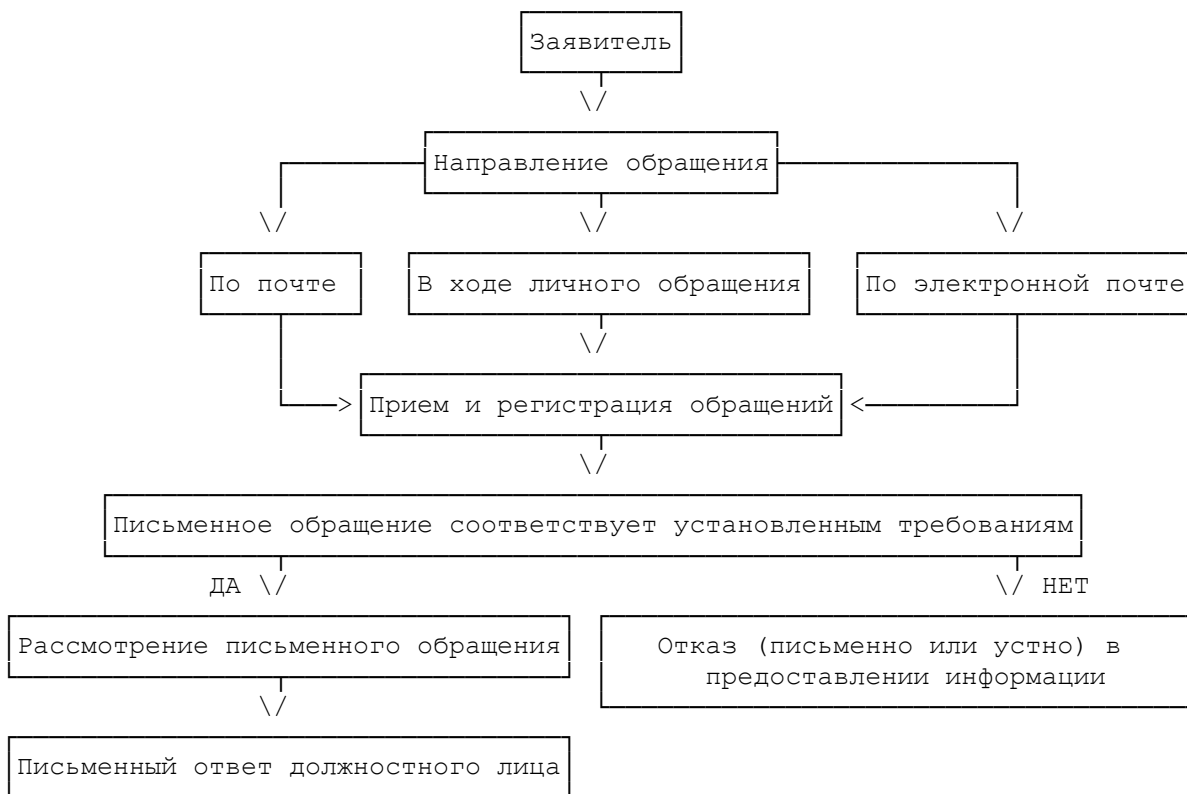 Заявитель
Направление обращения
По почте
В ходе личного обращения
По электронной почте
Прием и регистрация обращений
Письменное обращение соответствует установленным требованиям
ДА
НЕТ
Рассмотрение письменного обращения
Отказ (письменно или устно) в
предоставлении информации
Письменный ответ должностного лица